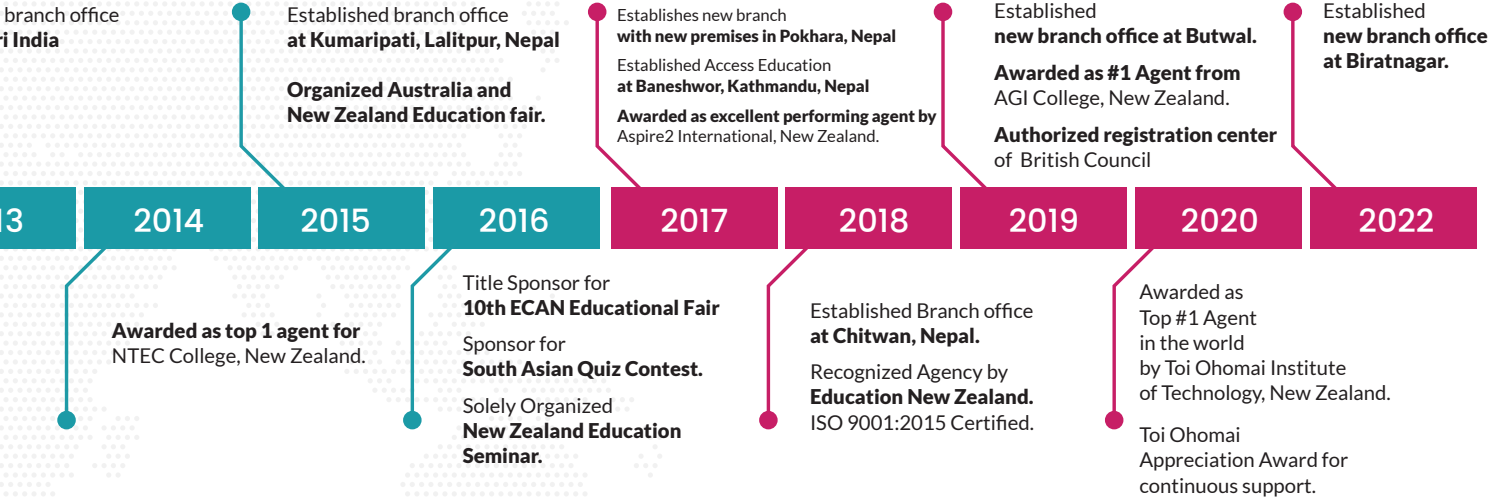 branch office
India
Established branch office
at Kumaripati, Lalitpur, Nepal
Organized Australia and
New Zealand Education fair.
Establishes new branch
with new premises in Pokhara, Nepal
Established Access Education
at Baneshwor, Kathmandu, Nepal
Awarded as excellent performing agent by
Aspire2 International, New Zealand.
Established
new branch office at Butwal.
Awarded as #1 Agent from
AGI College, New Zealand.
Authorized registration center
of British Council
Established
new branch office
at Biratnagar.
13
2014
2015
2016
2017
2018
2019
2020
2022
Awarded as top 1 agent for
NTEC College, New Zealand.
Title Sponsor for
10th ECAN Educational Fair
Sponsor for
South Asian Quiz Contest.
Solely Organized
New Zealand Education
Seminar.
Established Branch office
at Chitwan, Nepal.
Recognized Agency by
Education New Zealand.
ISO 9001:2015 Certified.
Awarded as
Top #1 Agent
in the world
by Toi Ohomai Institute
of Technology, New Zealand.
Toi Ohomai
Appreciation Award for
continuous support.